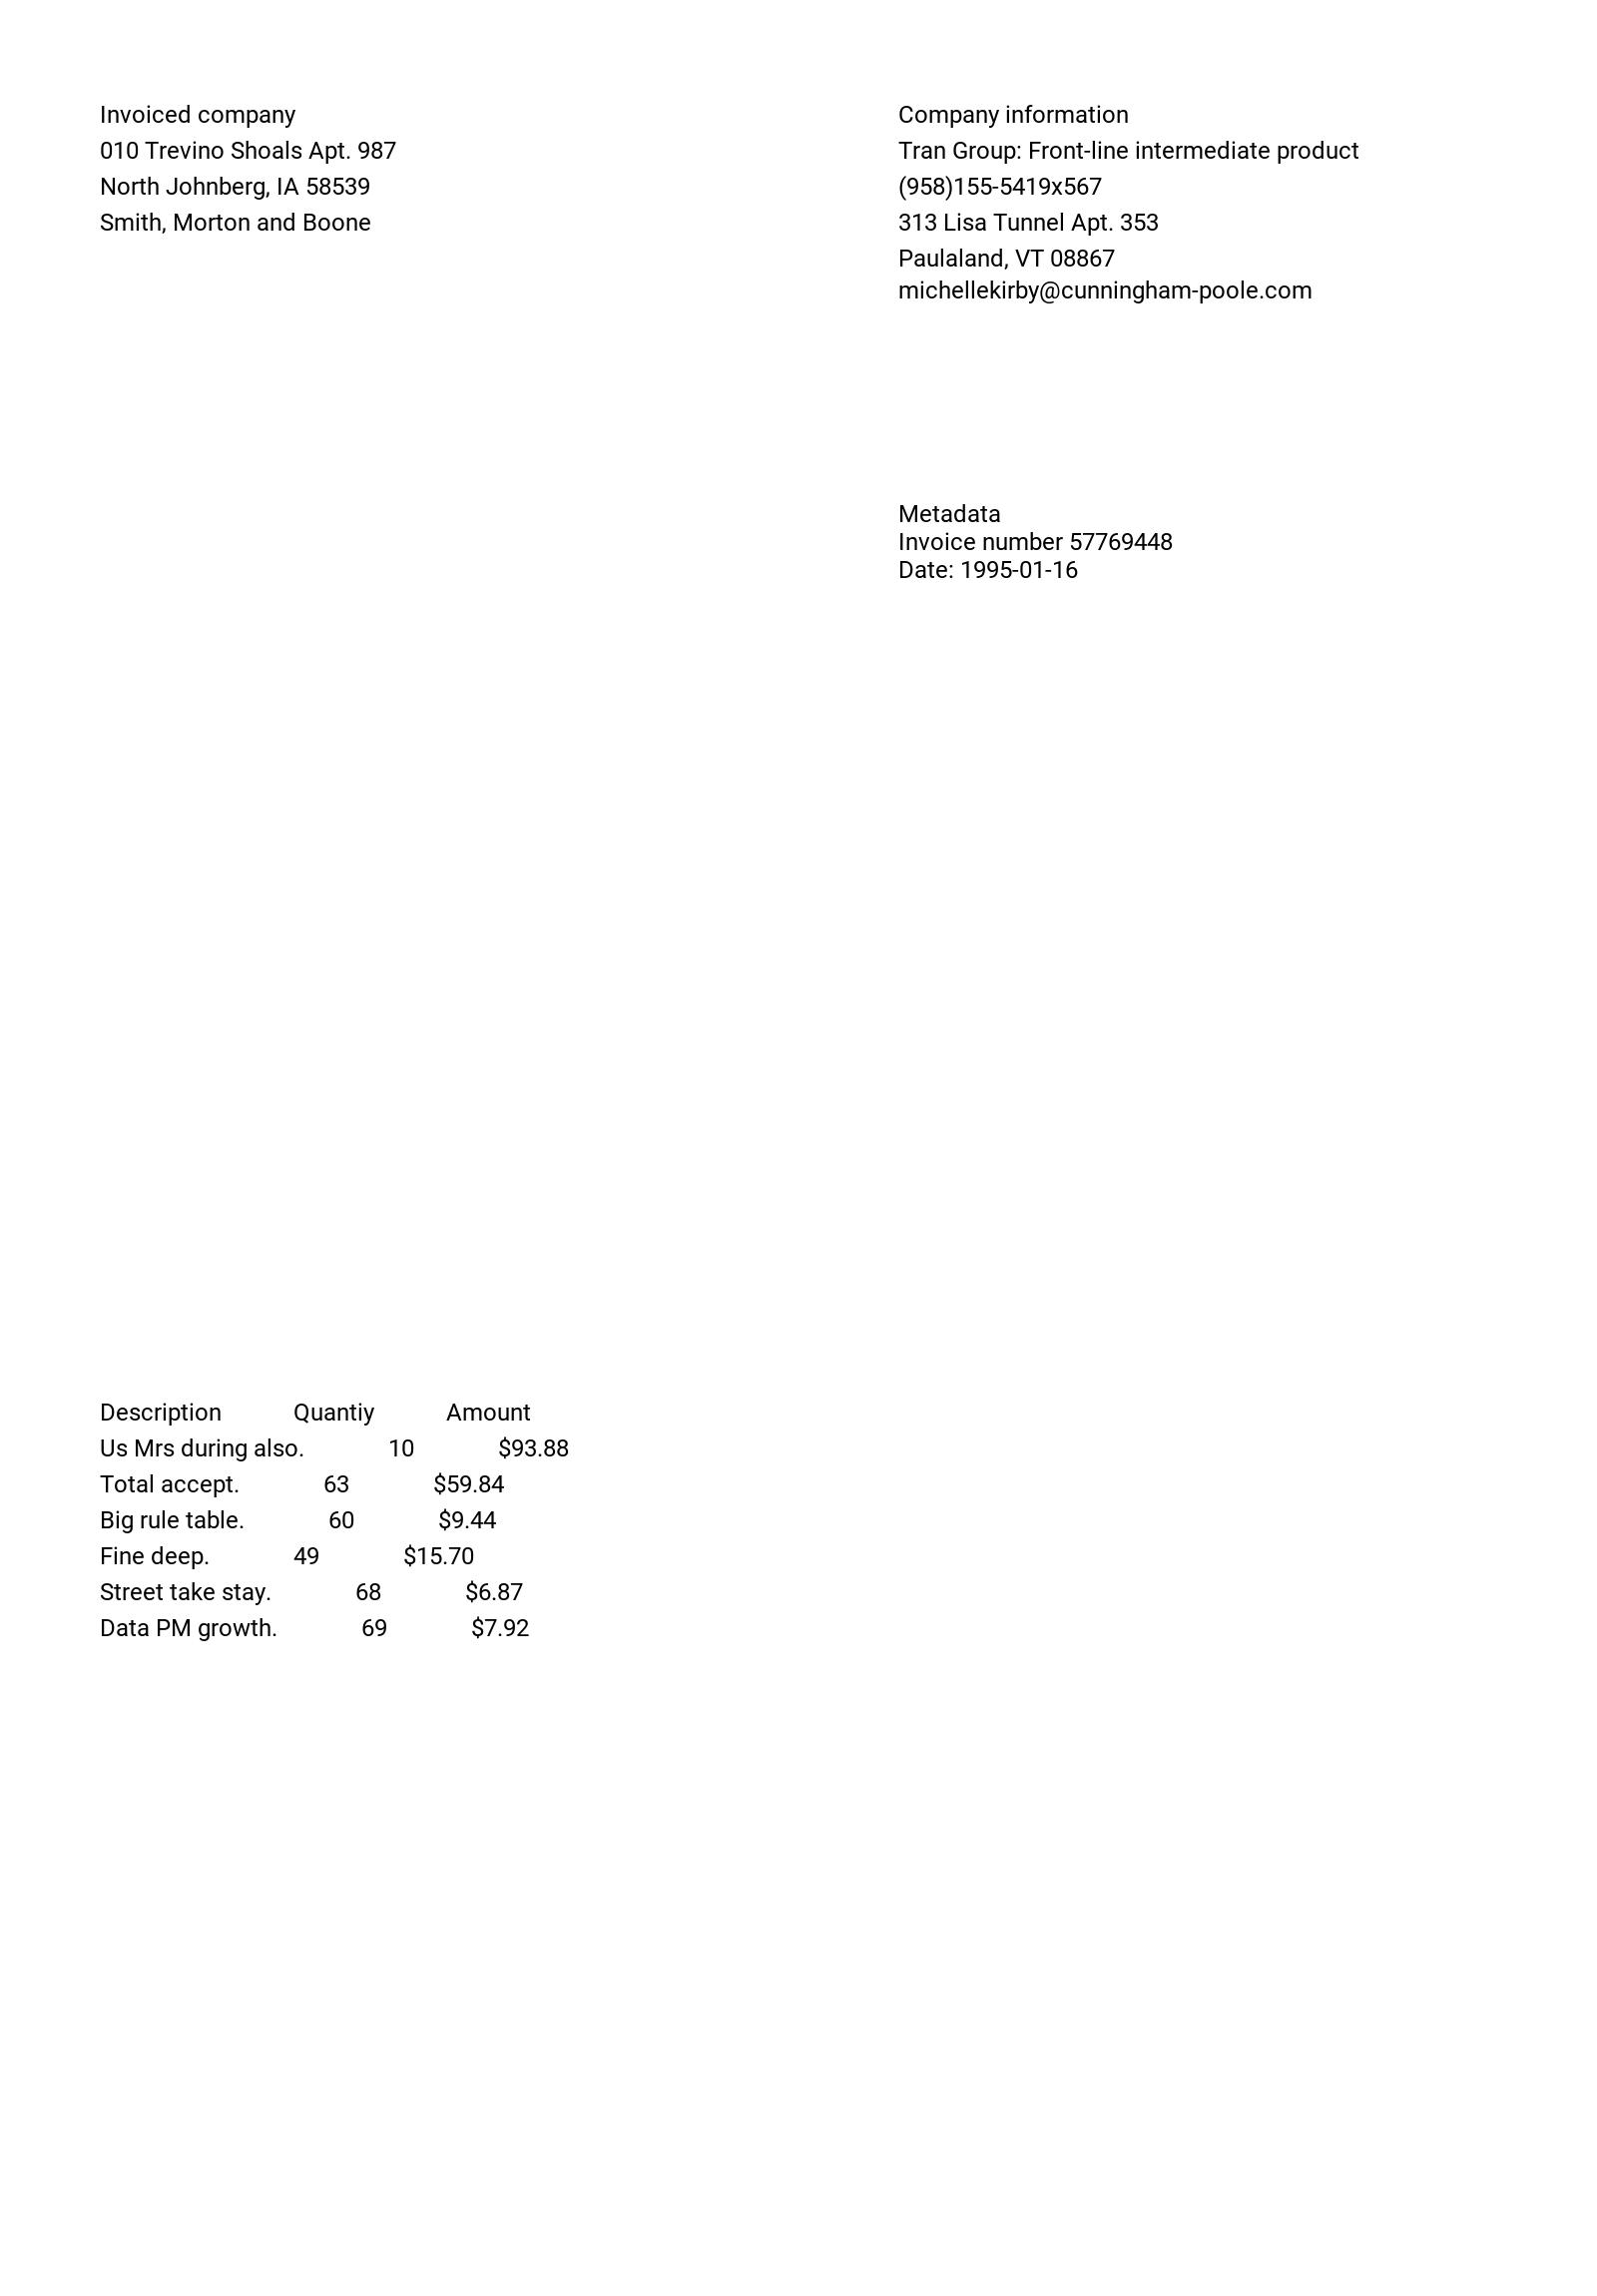 Invoiced company
010 Trevino Shoals Apt. 987
North Johnberg, IA 58539
Smith, Morton and Boone
Company information
Tran Group: Front-line intermediate product
(958)155-5419x567
313 Lisa Tunnel Apt. 353
Paulaland, VT 08867
michellekirby@cunningham-poole.com
Metadata
Invoice number 57769448
Date: 1995-01-16
Description Quantiy Amount
Us Mrs during also. 10 $93.88
Total accept. 63 $59.84
Big rule table. 60 $9.44
Fine deep. 49 $15.70
Street take stay. 68 $6.87
Data PM growth. 69 $7.92